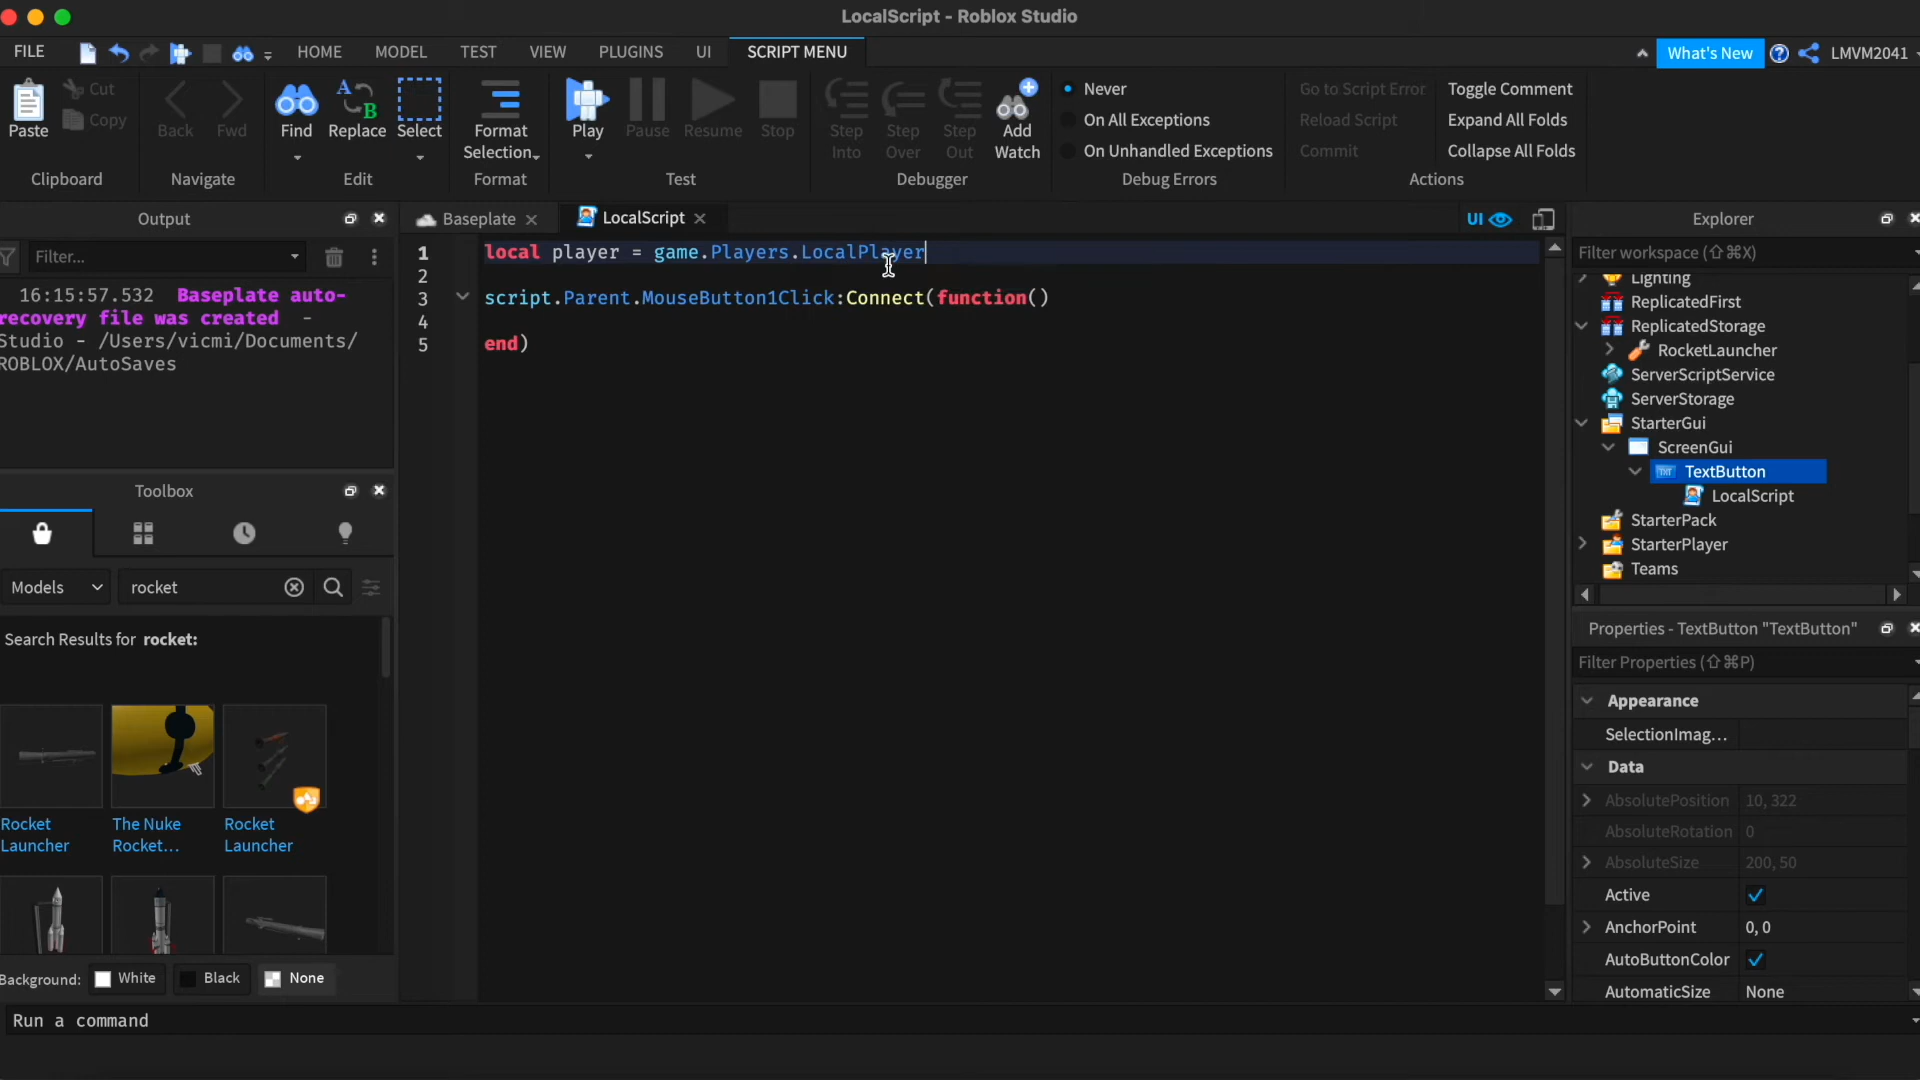 LocalScript - Roblox Studio
FILE
HOME
MODEL
TEST
VIEW
PLUGINS
UI
SCRIPT MENU
What's New
LMVM2041
Paste
Cut
Copy
Clipboard
Back
Fwd
Navigate
Find
Replace
Select
Edit
Format
Selection
Format
Play
Pause
Resume
Stop
Test
Step
Into
Step
Over
Step
Out
Add
Watch
Debugger
Never
On All Exceptions
On Unhandled Exceptions
Debug Errors
Go to Script Error
Reload Script
Commit
Toggle Comment
Expand All Folds
Collapse All Folds
Actions
Output
Filter...
16:15:57.532 Baseplate auto-
recovery file was created -
Studio - /Users/vicmi/Documents/
ROBLOX/AutoSaves
Toolbox
Models
rocket
Search Results for rocket:
Rocket
Launcher
The Nuke
Rocket...
Rocket
Launcher
Background:
White
Black
None
Run a command
Baseplate
LocalScript
UI
1 local player = game.Players.LocalPlayer
2
3 script.Parent.MouseButton1Click:Connect(function()
4
5 end)
Explorer
Filter workspace (⇧⌘X)
Lighting
ReplicatedFirst
ReplicatedStorage
RocketLauncher
ServerScriptService
ServerStorage
StarterGui
ScreenGui
TextButton
LocalScript
StarterPack
StarterPlayer
Teams
Properties - TextButton "TextButton"
Filter Properties (⇧⌘P)
Appearance
SelectionImag...
Data
AbsolutePosition 10, 322
AbsoluteRotation 0
AbsoluteSize 200, 50
Active
AnchorPoint 0, 0
AutoButtonColor
AutomaticSize None